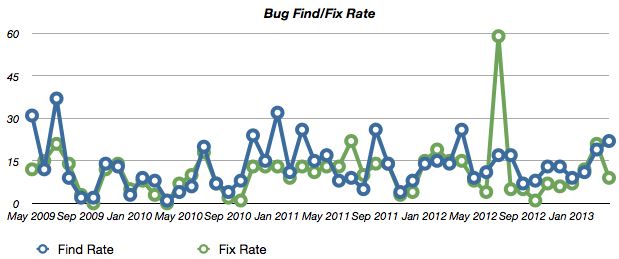 Bug Find/Fix Rate
60
45
30
15
0
May 2009 Sep 2009 Jan 2010 May 2010 Sep 2010 Jan 2011 May 2011 Sep 2011 Jan 2012 May 2012 Sep 2012 Jan 2013
Find Rate Fix Rate